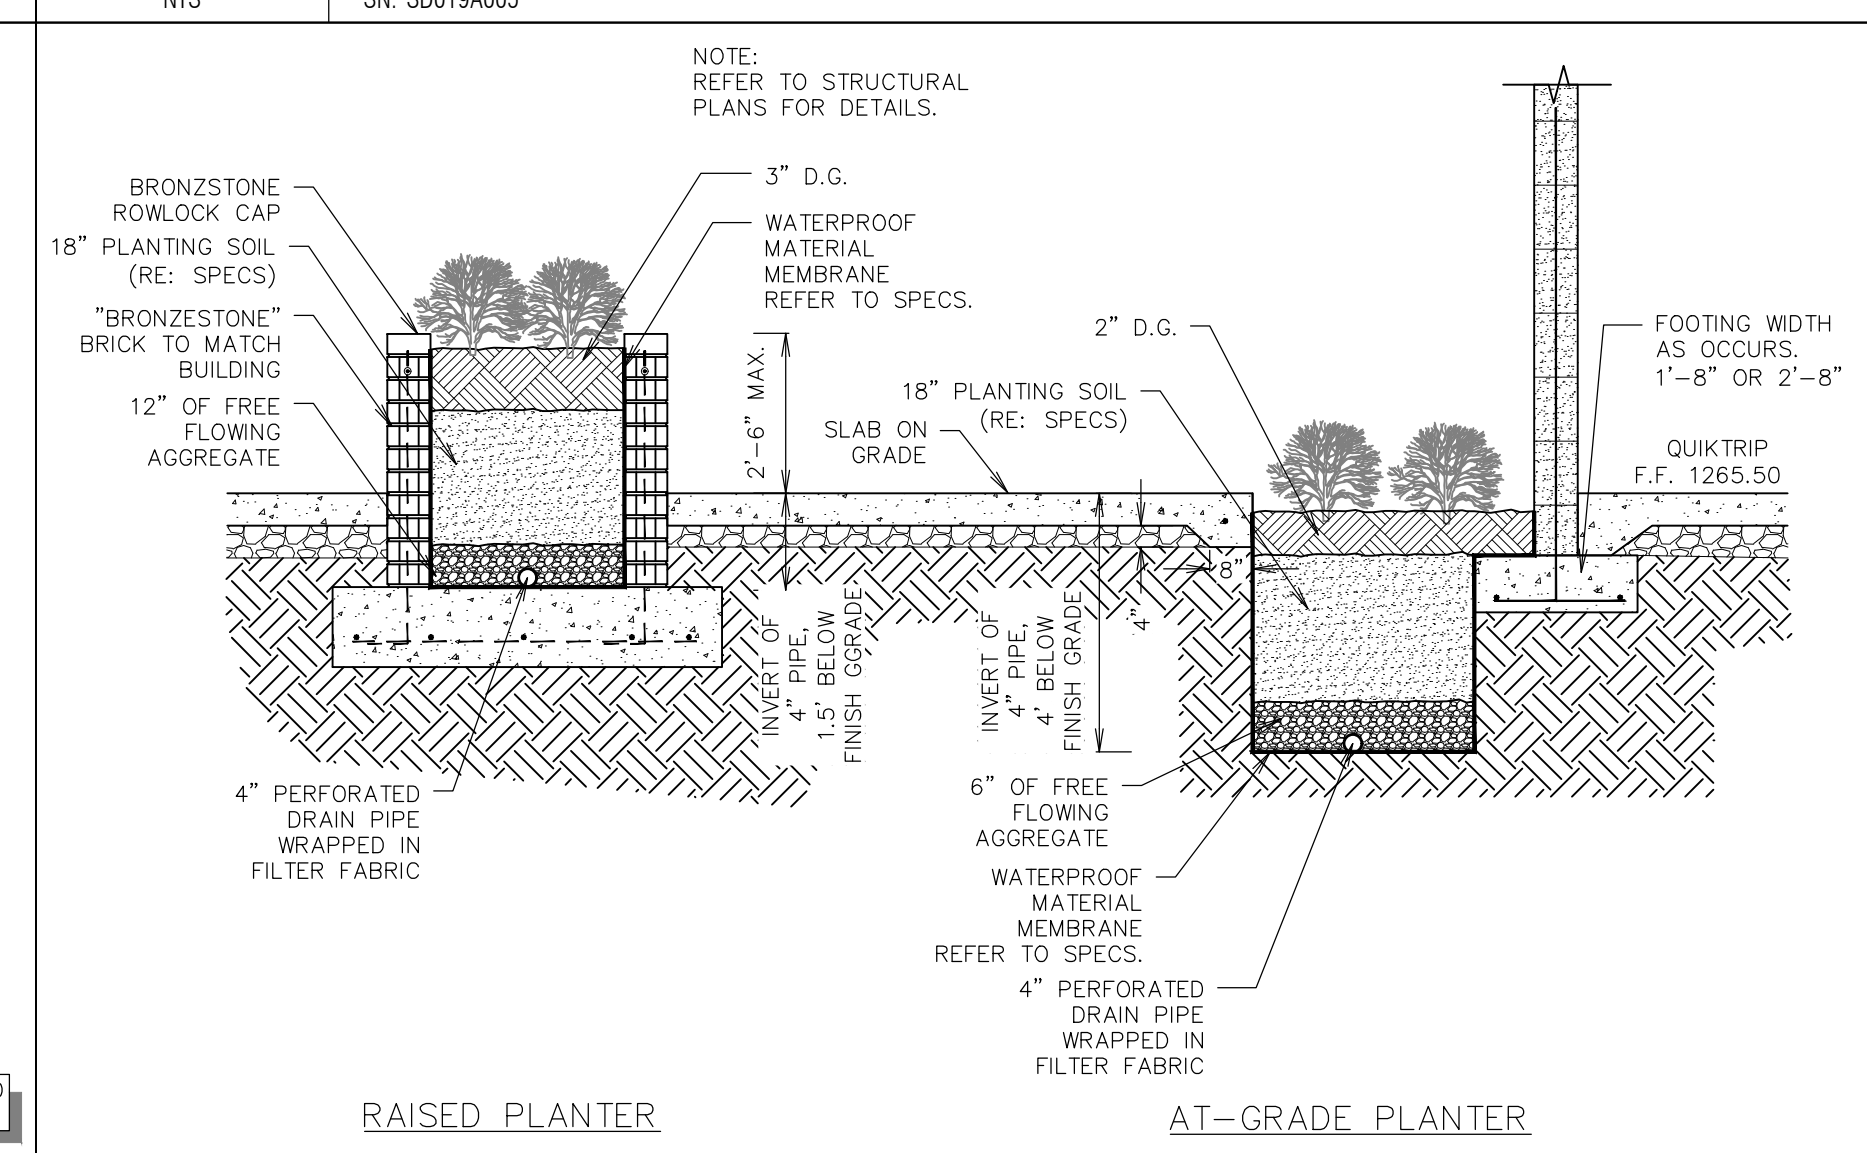 NTS
NOTE:
REFER TO STRUCTURAL
PLANS FOR DETAILS.
BRONZSTONE
ROWLOCK CAP
18" PLANTING SOIL
(RE: SPECS)
"BRONZESTONE"
BRICK TO MATCH
BUILDING
12" OF FREE
FLOWING
AGGREGATE
3" D.G.
WATERPROOF
MATERIAL
MEMBRANE
REFER TO SPECS.
2'-6" MAX.
INVERT OF
4" PIPE,
1.5' BELOW
FINISH GGRADE
4" PERFORATED
DRAIN PIPE
WRAPPED IN
FILTER FABRIC
RAISED PLANTER
2" D.G.
18" PLANTING SOIL
(RE: SPECS)
SLAB ON
GRADE
FOOTING WIDTH
AS OCCURS.
1'-8" OR 2'-8"
QUIKTRIP
F.F. 1265.50
8"
4"
INVERT OF
4" PIPE,
4' BELOW
FINISH GRADE
6" OF FREE
FLOWING
AGGREGATE
WATERPROOF
MATERIAL
MEMBRANE
REFER TO SPECS.
4" PERFORATED
DRAIN PIPE
WRAPPED IN
FILTER FABRIC
AT-GRADE PLANTER